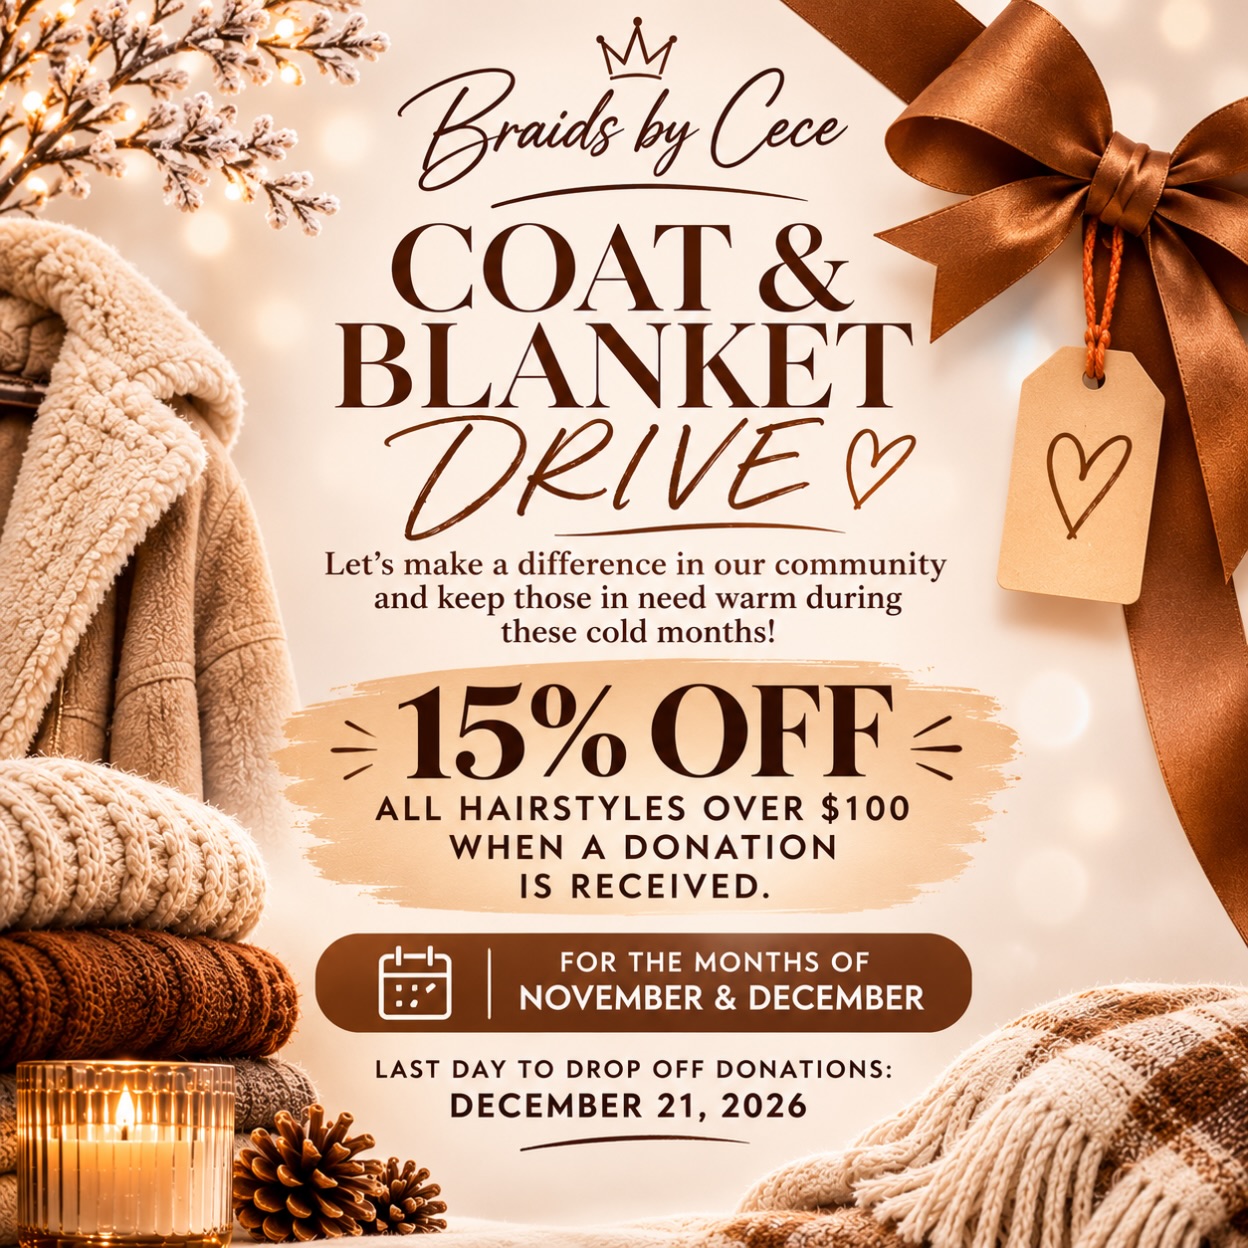 Braids by Cece
COAT &
BLANKET
DRIVE
Let's make a difference in our community
and keep those in need warm during
these cold months!
15% OFF
ALL HAIRSTYLES OVER $100
WHEN A DONATION
IS RECEIVED.
FOR THE MONTHS OF
NOVEMBER & DECEMBER
LAST DAY TO DROP OFF DONATIONS:
DECEMBER 21, 2026